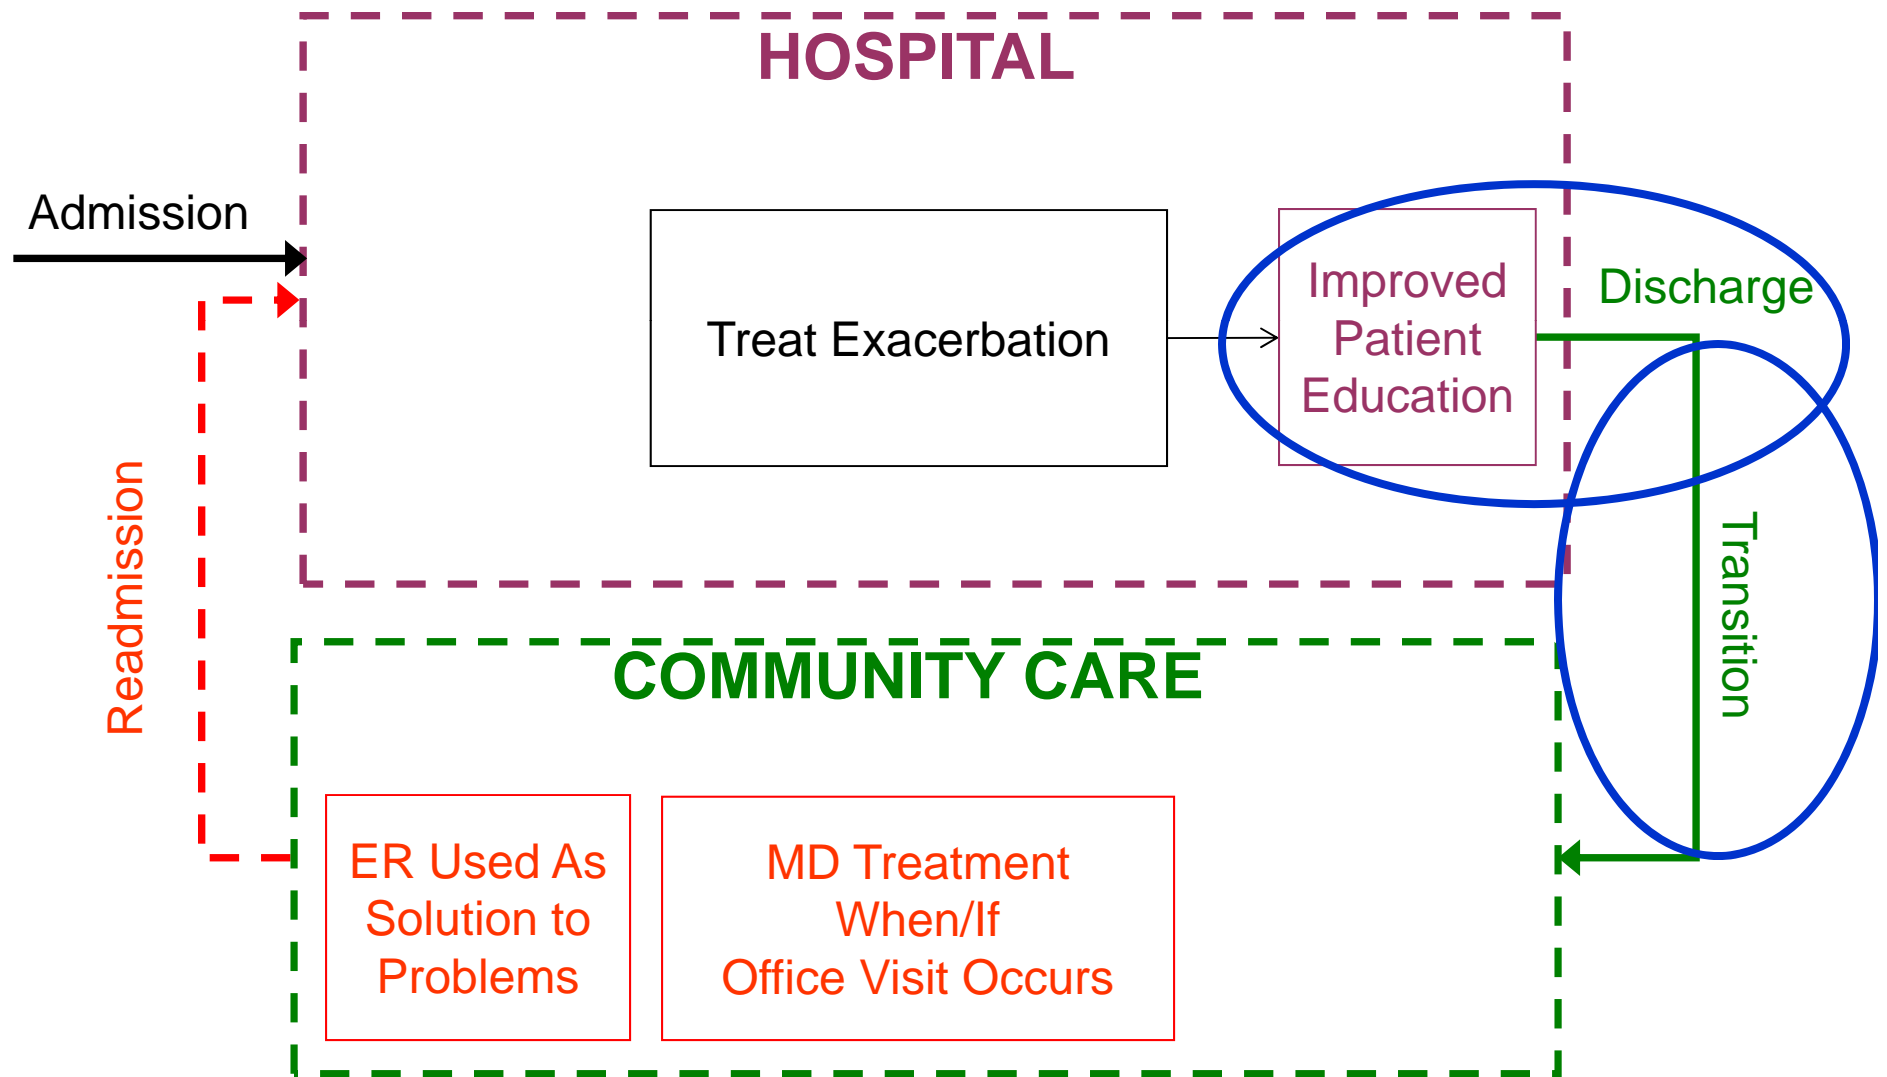 HOSPITAL
Admission
Treat Exacerbation
Improved
Patient
Education
Discharge
Transition
Readmission
COMMUNITY CARE
ER Used As
Solution to
Problems
MD Treatment
When/If
Office Visit Occurs